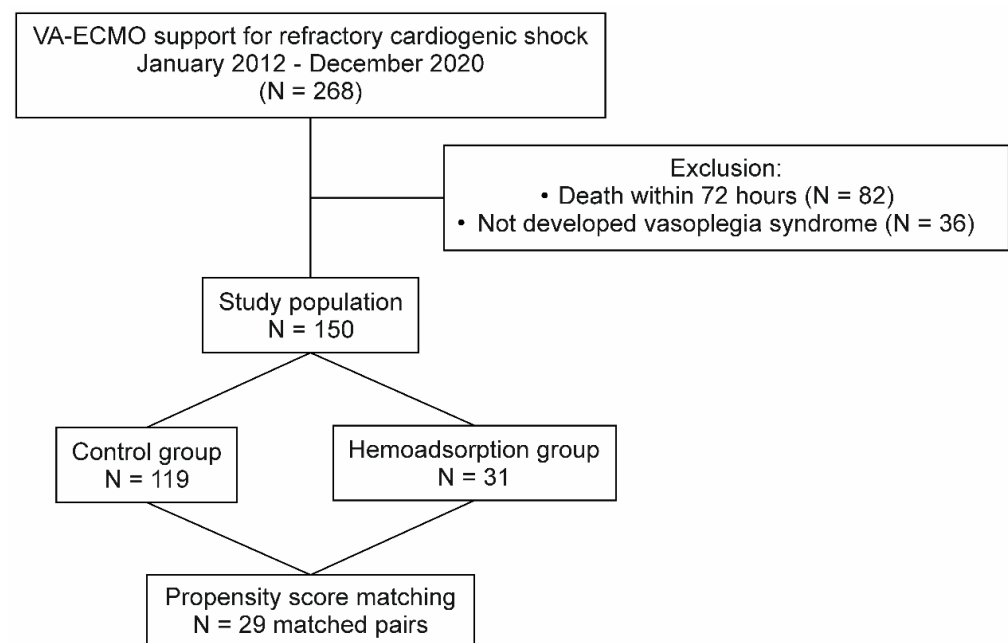 VA-ECMO support for refractory cardiogenic shock
January 2012 - December 2020
(N = 268)
Exclusion:
• Death within 72 hours (N = 82)
• Not developed vasoplegia syndrome (N = 36)
Study population
N = 150
Control group
N = 119
Hemoadsorption group
N = 31
Propensity score matching
N = 29 matched pairs